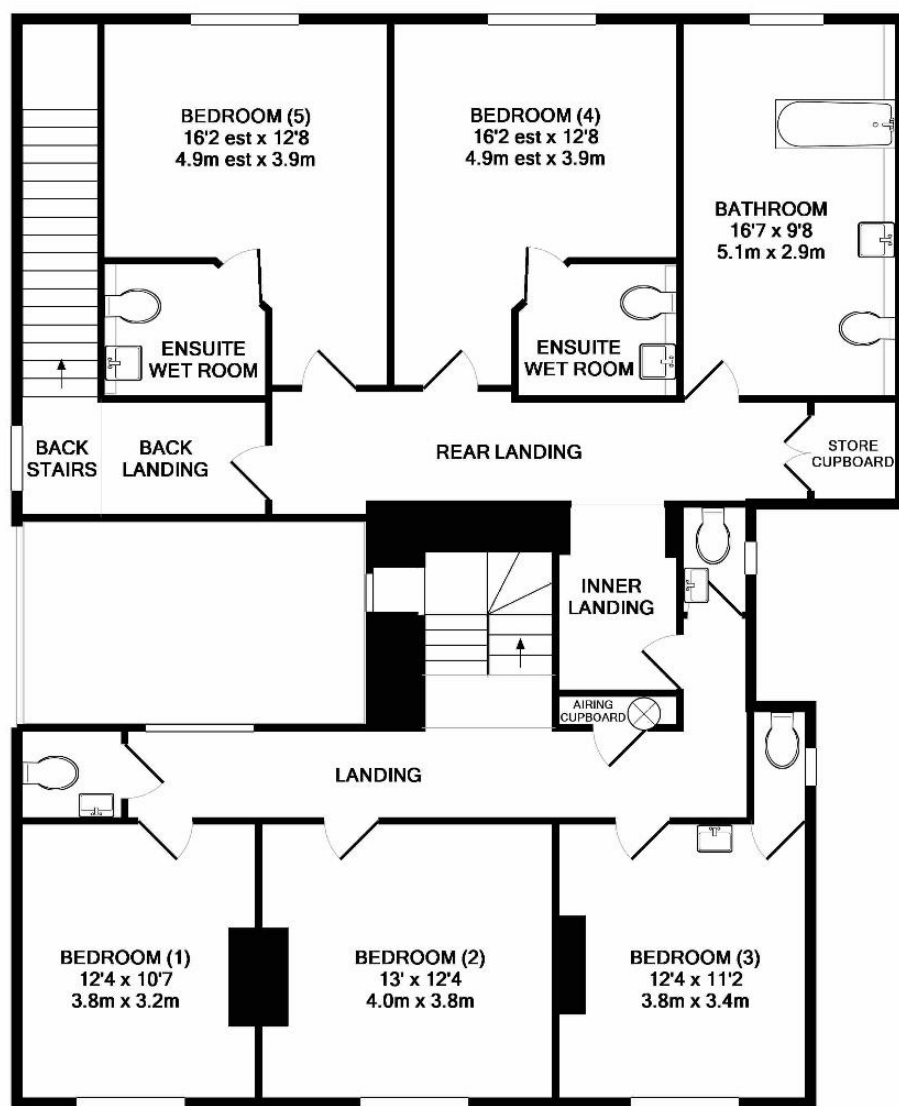 BEDROOM (5)
16'2 est x 12'8
4.9m est x 3.9m
BEDROOM (4)
16'2 est x 12'8
4.9m est x 3.9m
BATHROOM
16'7 x 9'8
5.1m x 2.9m
ENSUITE
WET ROOM
ENSUITE
WET ROOM
BACK
STAIRS
BACK
LANDING
REAR LANDING
STORE
CUPBOARD
INNER
LANDING
AIRING
CUPBOARD
LANDING
BEDROOM (1)
12'4 x 10'7
3.8m x 3.2m
BEDROOM (2)
13' x 12'4
4.0m x 3.8m
BEDROOM (3)
12'4 x 11'2
3.8m x 3.4m